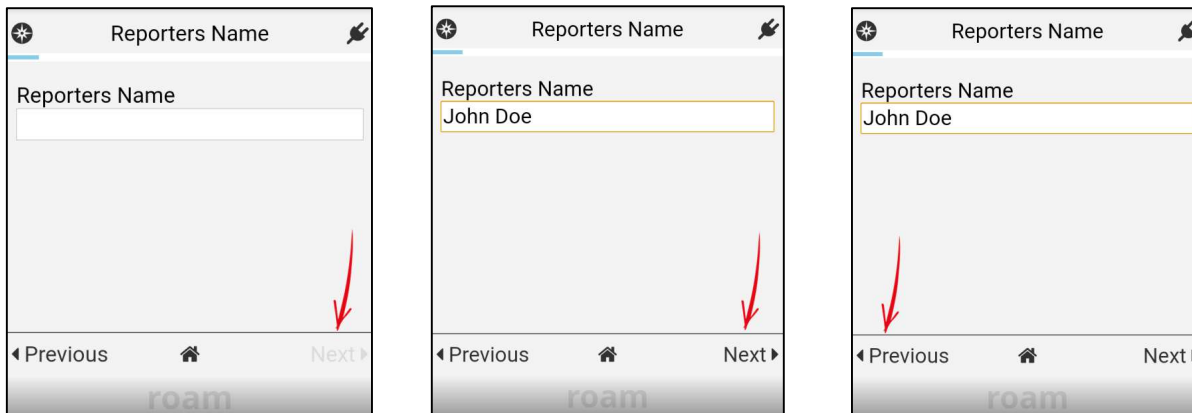 Reporters Name
Reporters Name
Previous
Next
roam
Reporters Name
Reporters Name
John Doe
Previous
Next
roam
Reporters Name
Reporters Name
John Doe
Previous
Next
roam